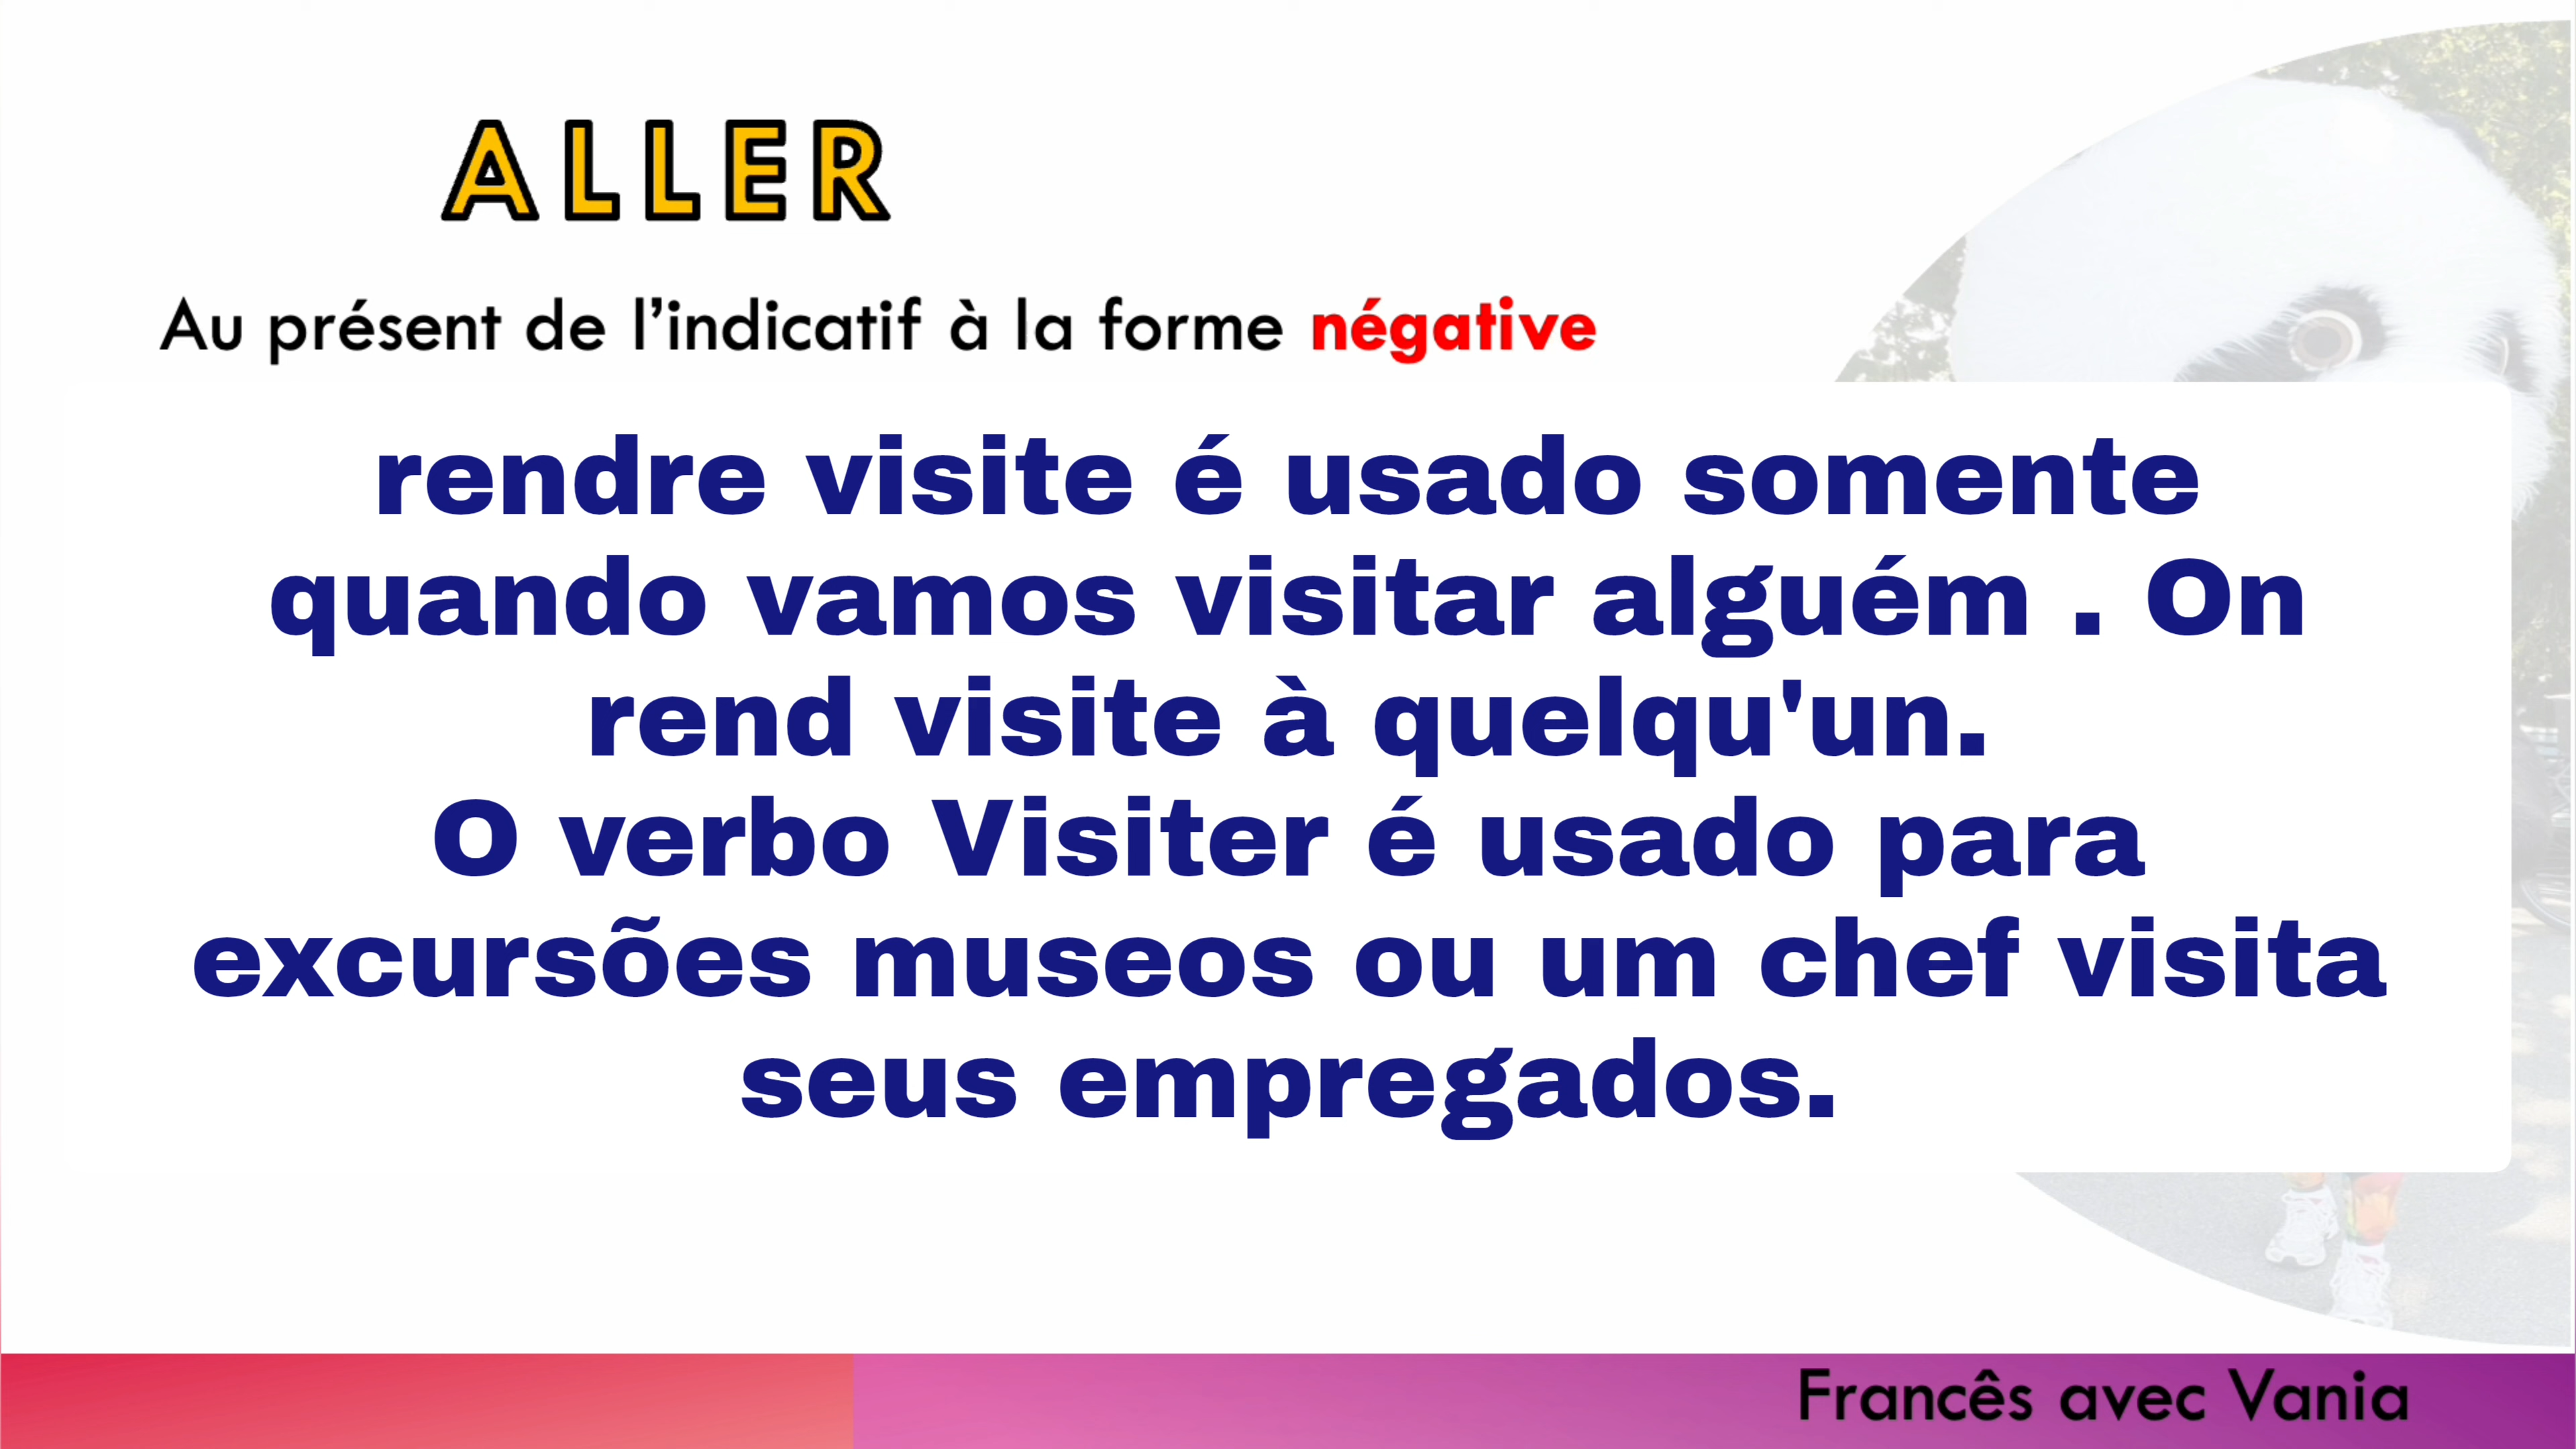 ALLER
Au présent de l’indicatif à la forme négative
rendre visite é usado somente
quando vamos visitar alguém . On
rend visite à quelqu'un.
O verbo Visiter é usado para
excursões museos ou um chef visita
seus empregados.
Francês avec Vania